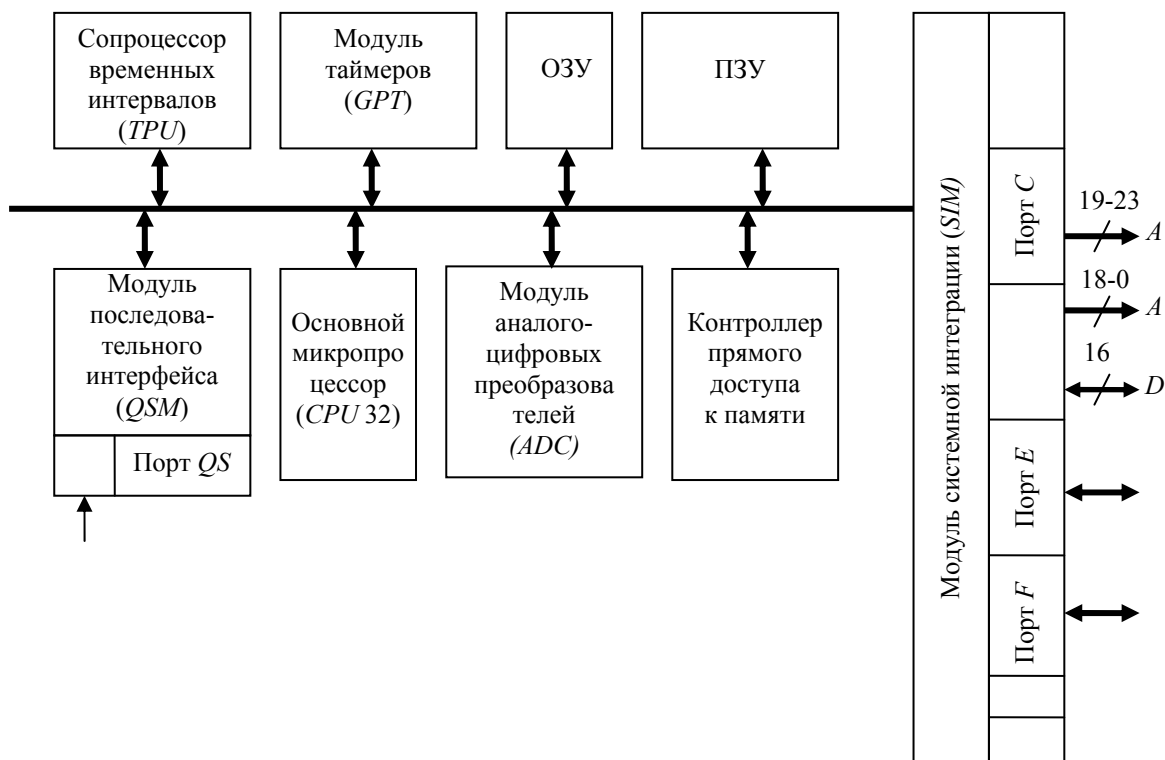 Сопроцессор
временных
интервалов
(TPU)
Модуль
таймеров
(GPT)
ОЗУ
ПЗУ
Модуль
последова-
тельного
интерфейса
(QSM)
Порт QS
Основной
микропро
цессор
(CPU 32)
Модуль
аналого-
цифровых
преобразова
телей
(ADC)
Контроллер
прямого
доступа
к памяти
Модуль системной интеграции (SIM)
Порт C
19-23
A
18-0
A
16
D
Порт E
Порт F